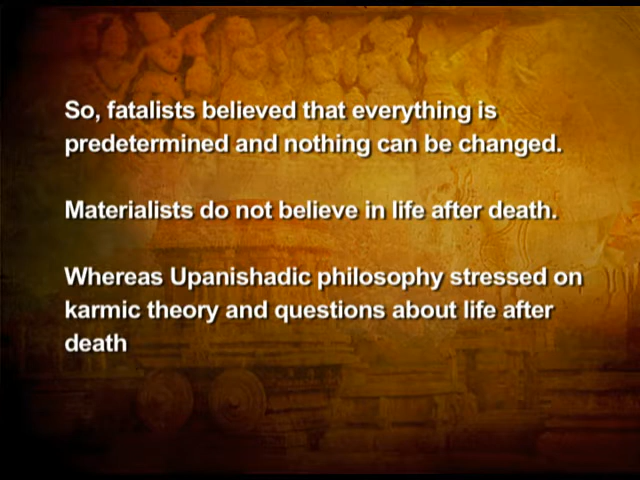 So, fatalists believed that everything is
predetermined and nothing can be changed.
Materialists do not believe in life after death.
Whereas Upanishadic philosophy stressed on
karmic theory and questions about life after
death